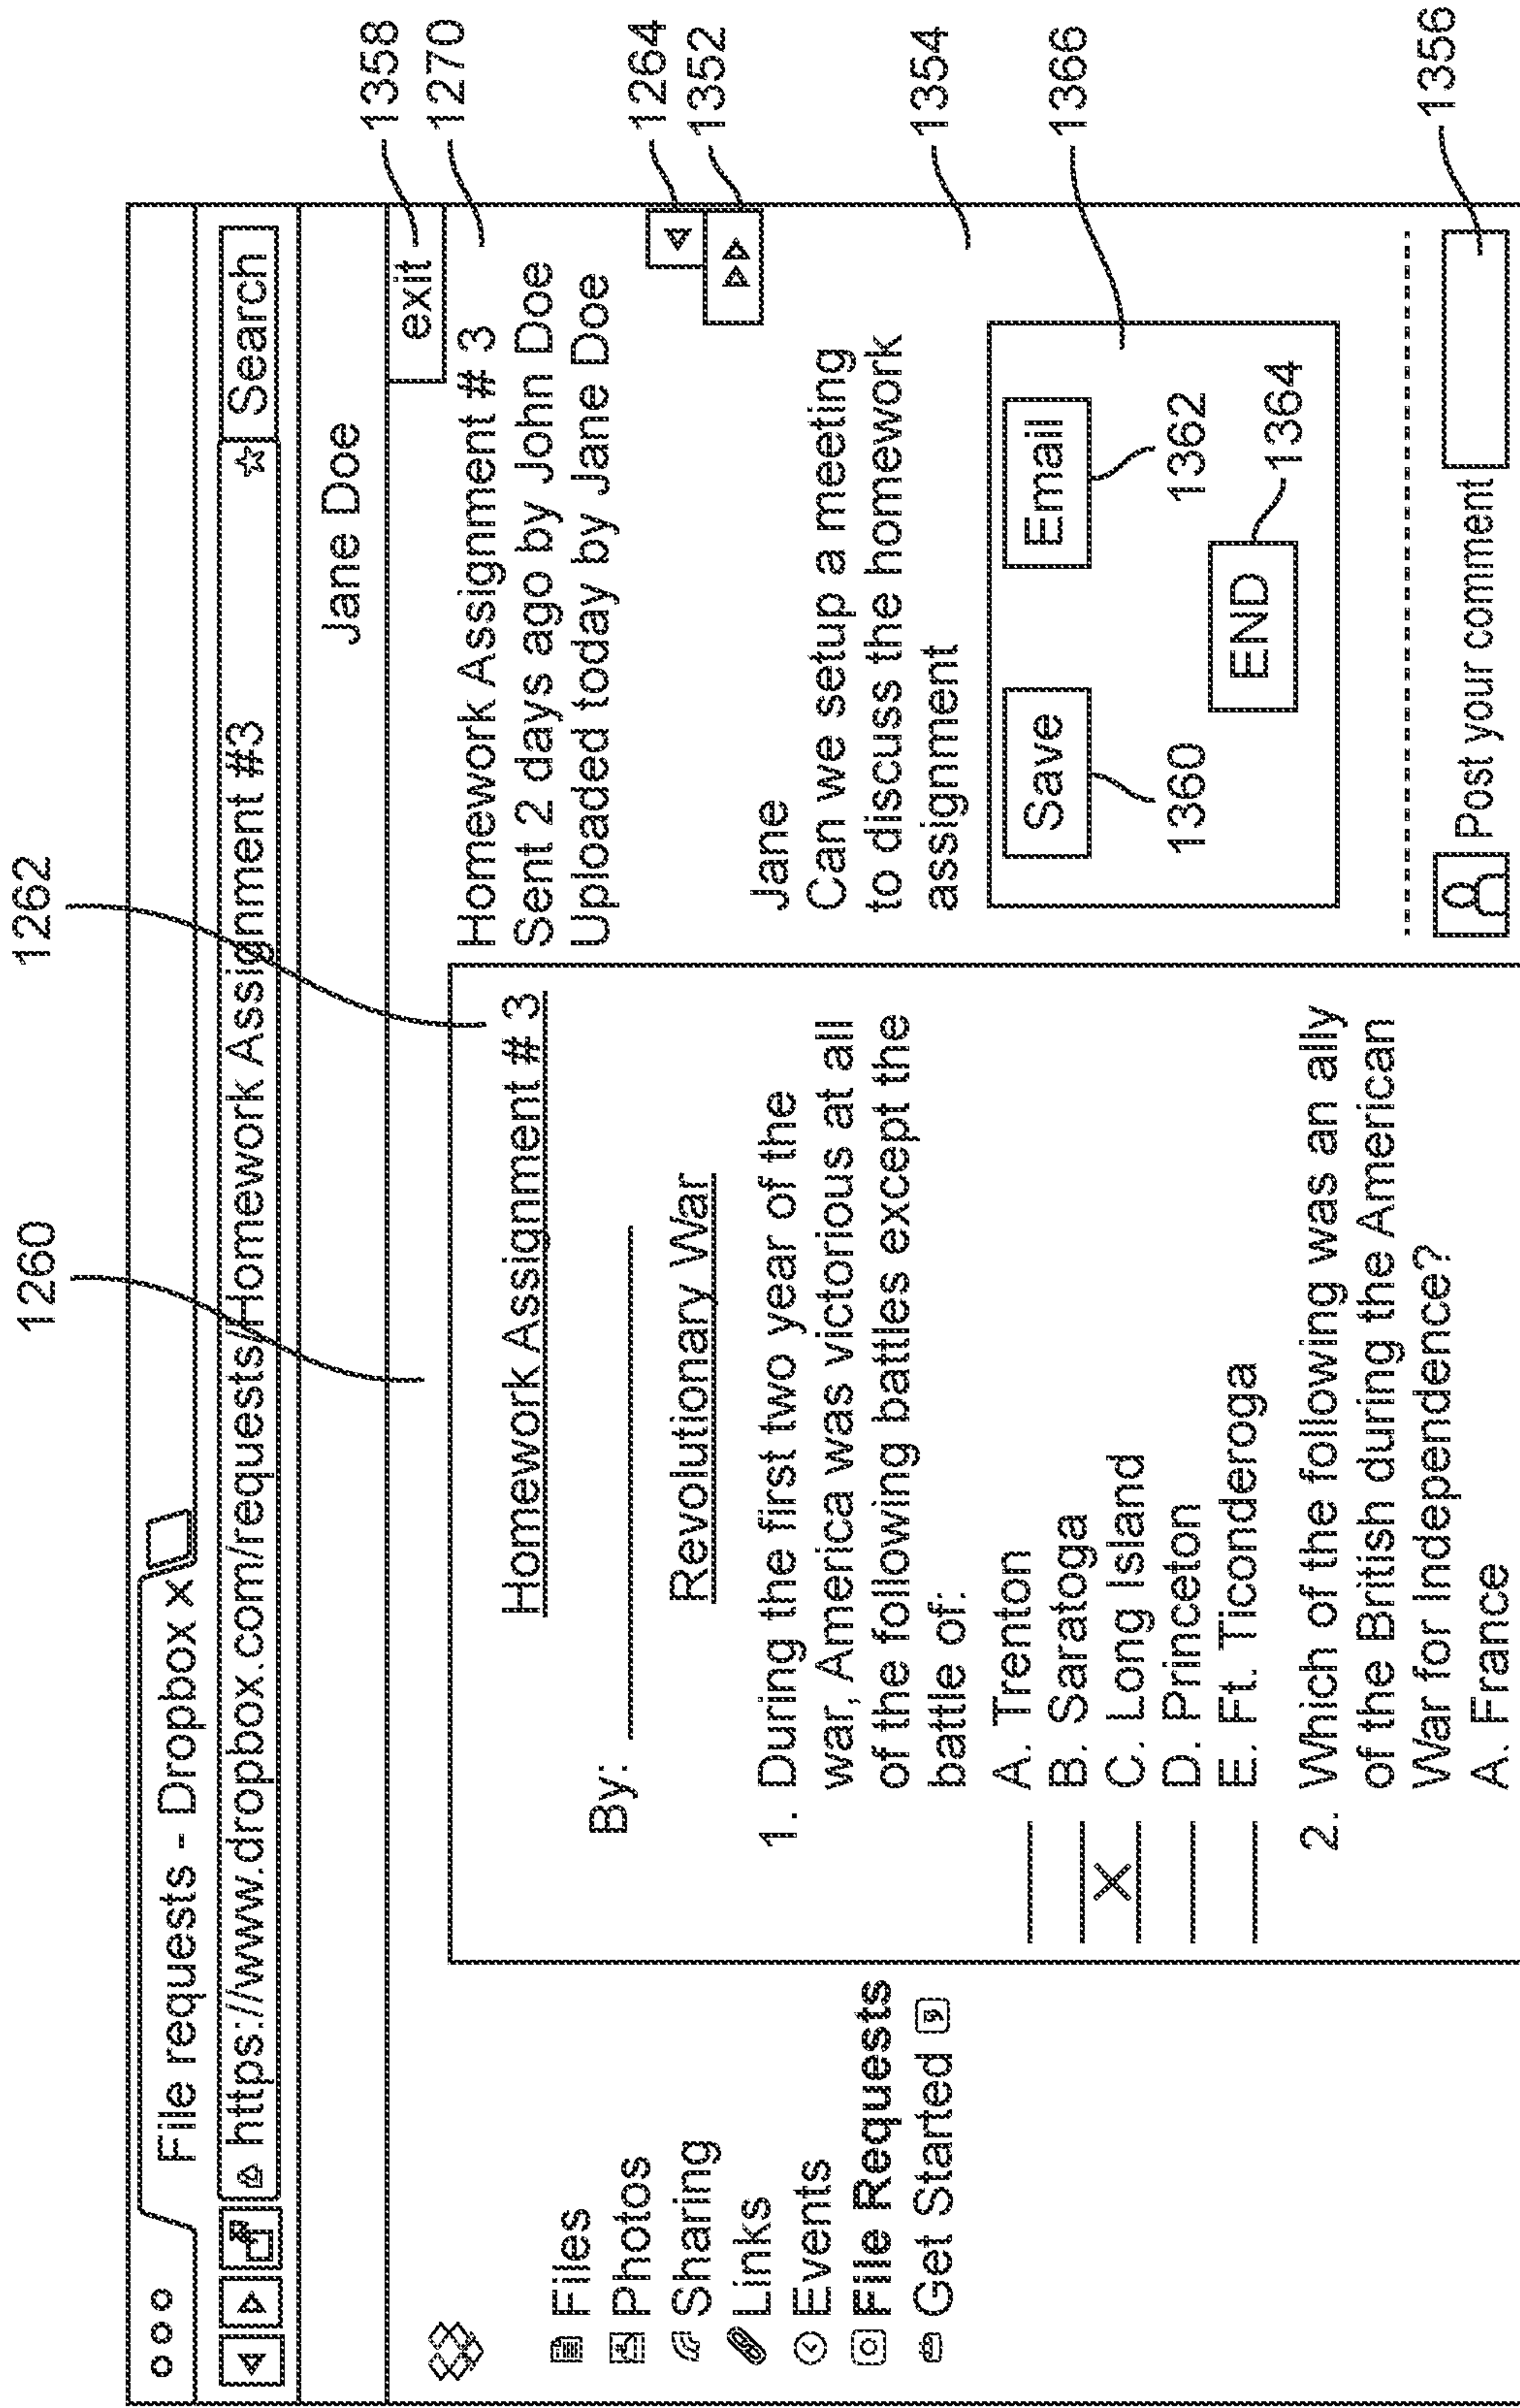 1260
1262
File requests - Dropbox x
https://www.dropbox.com/requests/Homework Assignment #3
Search
Jane Doe
exit
1358
1270
Files
Photos
Sharing
Links
Events
File Requests
Get Started
Homework Assignment # 3
By:
Revolutionary War
1. During the first two year of the
war, America was victorious at all
of the following battles except the
battle of:
A. Trenton
B. Saratoga
X C. Long Island
D. Princeton
E. Ft. Ticonderoga
2. Which of the following was an ally
of the British during the American
War for Independence?
A. France
Homework Assignment # 3
Sent 2 days ago by John Doe
Uploaded today by Jane Doe
1264
1352
Jane
Can we setup a meeting
to discuss the homework
assignment
1354
1366
Save
Email
1360
1362
END
1364
Post your comment
1356